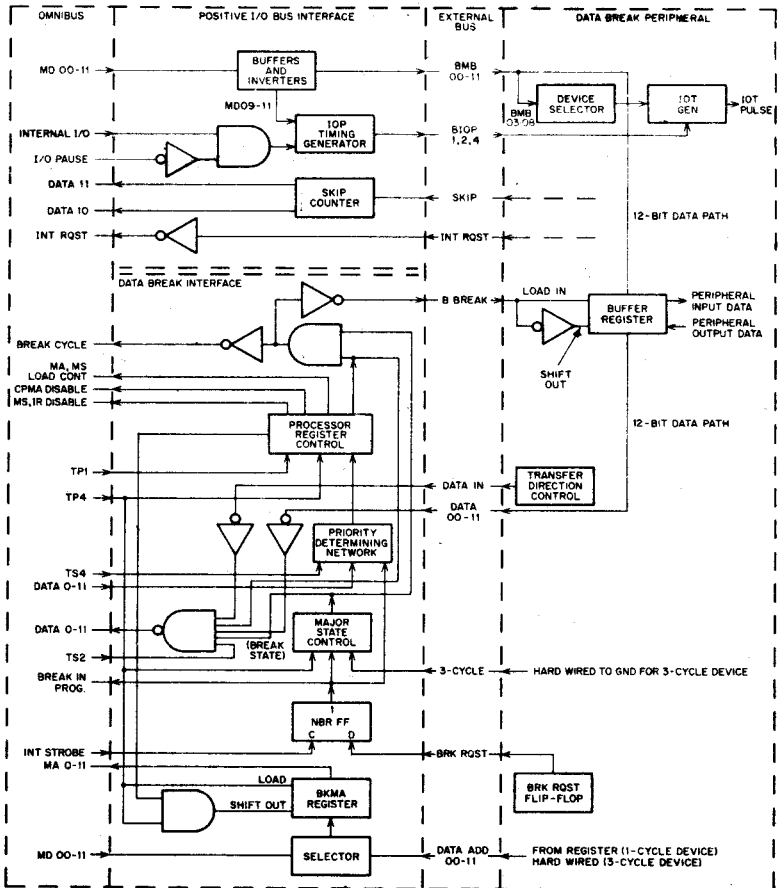 OMNIBUS
POSITIVE I/O BUS INTERFACE
EXTERNAL
BUS
DATA BREAK PERIPHERAL
MD 00-11
BUFFERS
AND
INVERTERS
BMB
00-11
MD09-11
BMB
03-08
DEVICE
SELECTOR
IOT
GEN
IOT
PULSE
INTERNAL I/O
I/O PAUSE
IOP
TIMING
GENERATOR
BIOP
1,2,4
DATA 11
DATA 10
SKIP
COUNTER
SKIP
12-BIT DATA PATH
INT RQST
INT RQST
DATA BREAK INTERFACE
B BREAK
LOAD IN
BUFFER
REGISTER
PERIPHERAL
INPUT DATA
PERIPHERAL
OUTPUT DATA
SHIFT
OUT
BREAK CYCLE
MA, MS
LOAD CONT
CPMA DISABLE
MS,IR DISABLE
PROCESSOR
REGISTER
CONTROL
12-BIT DATA PATH
TP1
TP4
DATA IN
TRANSFER
DIRECTION
CONTROL
DATA
00-11
PRIORITY
DETERMINING
NETWORK
TS4
DATA 0-11
DATA 0-11
TS2
(BREAK
STATE)
MAJOR
STATE
CONTROL
BREAK IN
PROG.
3-CYCLE
HARD WIRED TO GND FOR 3-CYCLE DEVICE
NBR FF
C D
INT STROBE
BRK RQST
MA 0-11
LOAD
SHIFT OUT
BKMA
REGISTER
BRK RQST
FLIP-FLOP
MD 00-11
SELECTOR
DATA ADD
00-11
FROM REGISTER (1-CYCLE DEVICE)
HARD WIRED (3-CYCLE DEVICE)